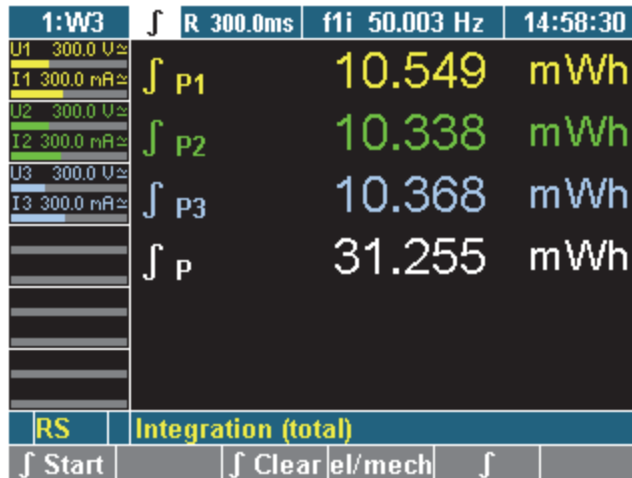 1:W3 ∫ R 300.0ms f1i 50.003 Hz 14:58:30
U1 300.0 V≃
I1 300.0 mA≃
∫ P1 10.549 mWh
U2 300.0 V≃
I2 300.0 mA≃
∫ P2 10.338 mWh
U3 300.0 V≃
I3 300.0 mA≃
∫ P3 10.368 mWh
∫ P 31.255 mWh
RS Integration (total)
∫ Start ∫ Clear el/mech ∫